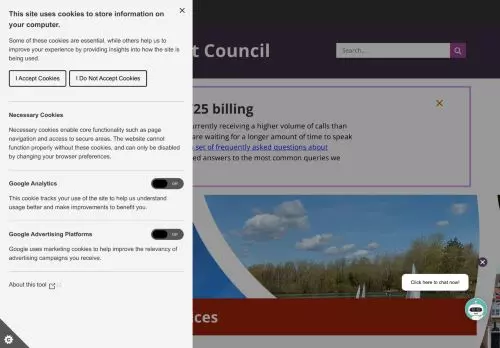 This site uses cookies to store information on
your computer.
Some of these cookies are essential, while others help us to
improve your experience by providing insights into how the site is
being used.
I Accept Cookies
I Do Not Accept Cookies
Necessary Cookies
Necessary cookies enable core functionality such as page
navigation and access to secure areas. The website cannot
function properly without these cookies, and can only be disabled
by changing your browser preferences.
Google Analytics
Off
This cookie tracks your use of the site to help us understand
usage better and make improvements to benefit you.
Google Advertising Platforms
Off
Google uses marketing cookies to help improve the relevancy of
advertising campaigns you receive.
About this tool
t Council
Search...
25 billing
urrently receiving a higher volume of calls than
are waiting for a longer amount of time to speak
set of frequently asked questions about
ed answers to the most common queries we
Click here to chat now!
ices